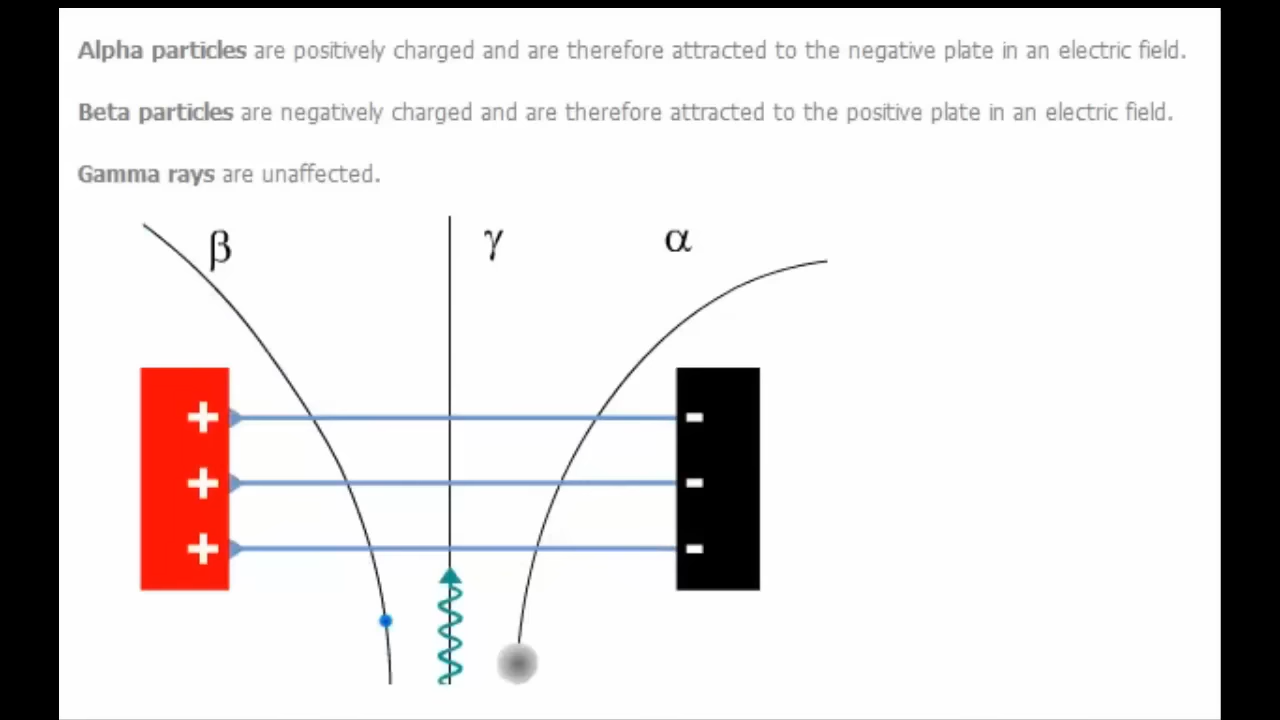 Alpha particles are positively charged and are therefore attracted to the negative plate in an electric field.
Beta particles are negatively charged and are therefore attracted to the positive plate in an electric field.
Gamma rays are unaffected.
β γ α
+ -
+ -
+ -